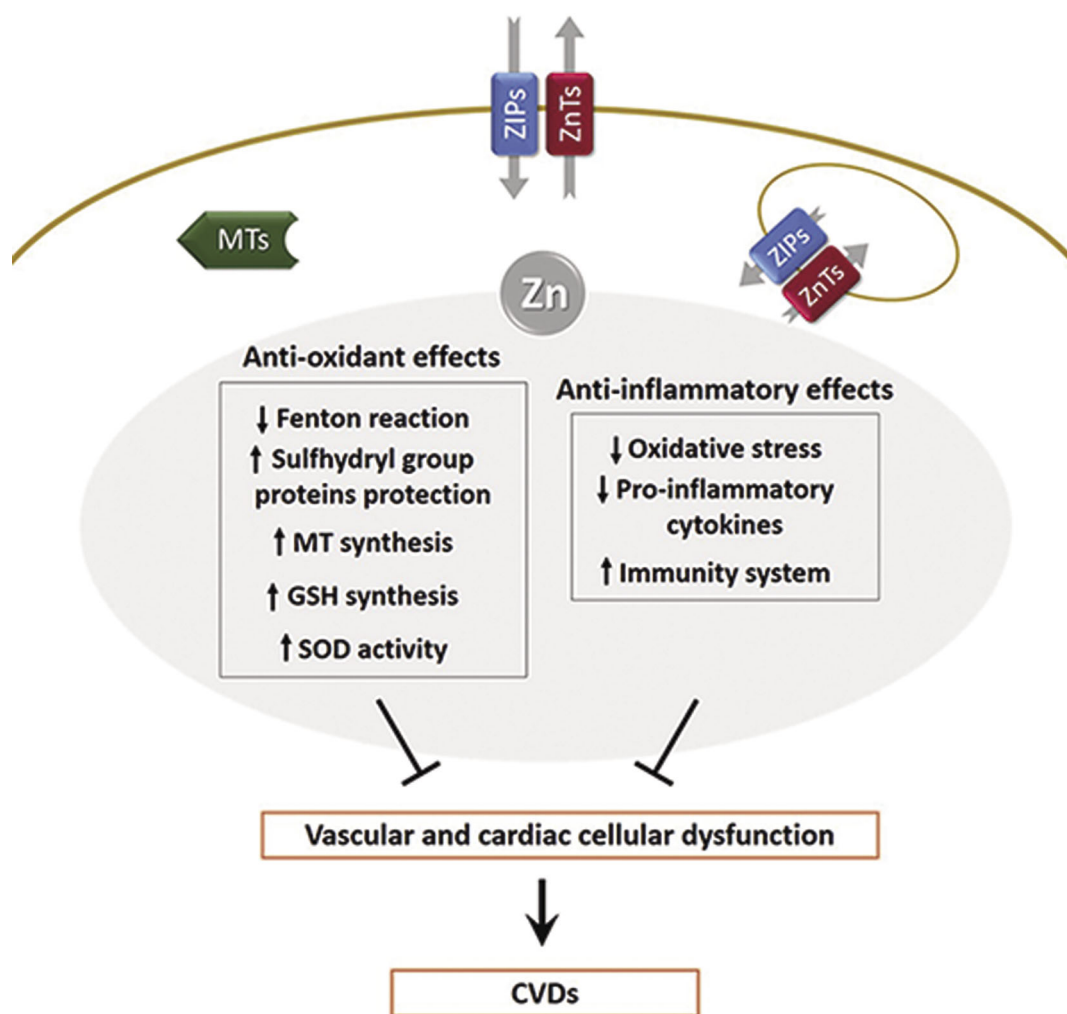 ZIPs
ZnTs
MTs
ZIPs
ZnTs
Zn
Anti-oxidant effects
↓ Fenton reaction
↑ Sulfhydryl group
proteins protection
↑ MT synthesis
↑ GSH synthesis
↑ SOD activity
Anti-inflammatory effects
↓ Oxidative stress
↓ Pro-inflammatory
cytokines
↑ Immunity system
Vascular and cardiac cellular dysfunction
CVDs